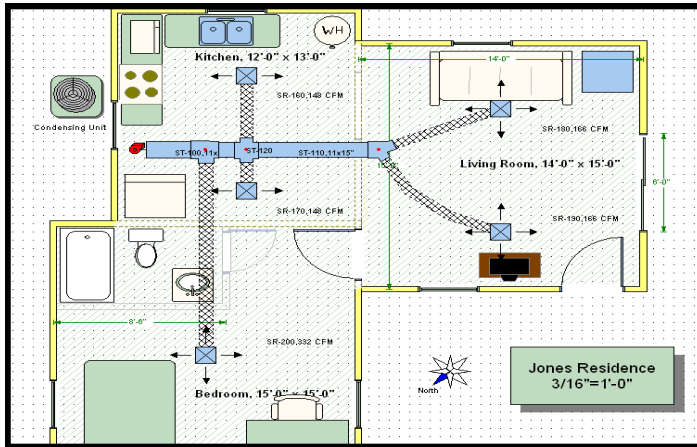 WH
Kitchen, 12'-0" x 13'-0"
14'-0"
SR-160,148 CFM
Condensing Unit
SR-180,166 CFM
ST-100,11x
ST-120
ST-110,11x15"
Living Room, 14'-0" x 15'-0"
6'-0"
SR-170,148 CFM
SR-190,166 CFM
8'-6"
SR-200,332 CFM
Bedroom, 15'-0" x 15'-0"
North
Jones Residence
3/16"=1'-0"